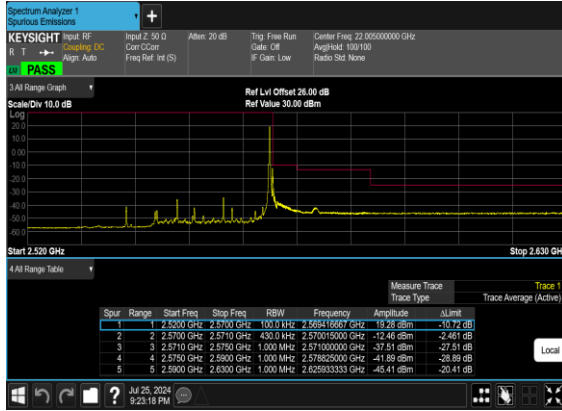 Spectrum Analyzer 1
Spurious Emissions
KEYSIGHT
R T
PASS
Input: RF
Coupling: DC
Align: Auto
Input Z: 50 Ω
Corr CCorr
Freq Ref: Int (S)
Atten: 20 dB
Trig: Free Run
Gate: Off
IF Gain: Low
Center Freq: 22.005000000 GHz
Avg|Hold: 100/100
Radio Std: None
3 All Range Graph
Scale/Div 10.0 dB
Ref Lvl Offset 26.00 dB
Ref Value 30.00 dBm
Log
20.0
10.0
0.00
-10.0
-20.0
-30.0
-40.0
-50.0
-60.0
Start 2.520 GHz
Stop 2.630 GHz
4 All Range Table
Measure Trace Trace 1
Trace Type Trace Average (Active)
Spur Range Start Freq Stop Freq RBW Frequency Amplitude ΔLimit
1 1 2.5200 GHz 2.5700 GHz 100.0 kHz 2.569416667 GHz 19.28 dBm -10.72 dB
2 2 2.5700 GHz 2.5710 GHz 430.0 kHz 2.570015000 GHz -12.46 dBm -2.461 dB
3 3 2.5710 GHz 2.5750 GHz 1.000 MHz 2.571000000 GHz -37.51 dBm -27.51 dB
4 4 2.5750 GHz 2.5900 GHz 1.000 MHz 2.578825000 GHz -41.89 dBm -28.89 dB
5 5 2.5900 GHz 2.6300 GHz 1.000 MHz 2.625933333 GHz -45.41 dBm -20.41 dB
Local
Jul 25, 2024
9:23:18 PM